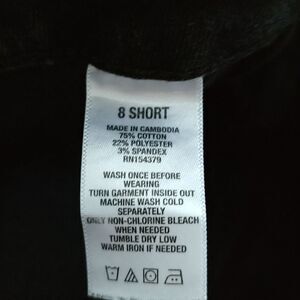 8 SHORT
MADE IN CAMBODIA
75% COTTON
22% POLYESTER
3% SPANDEX
RN154379
WASH ONCE BEFORE
WEARING
TURN GARMENT INSIDE OUT
MACHINE WASH COLD
SEPARATELY
ONLY NON-CHLORINE BLEACH
WHEN NEEDED
TUMBLE DRY LOW
WARM IRON IF NEEDED